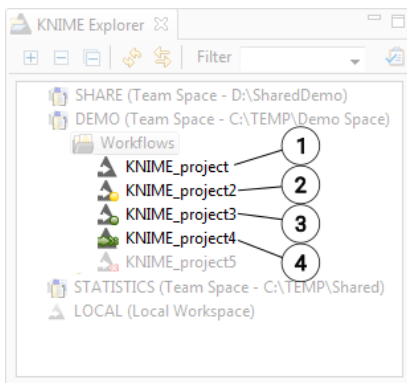 KNIME Explorer
Filter
SHARE (Team Space - D:\SharedDemo)
DEMO (Team Space - C:\TEMP\Demo Space)
Workflows
1
KNIME_project
KNIME_project2
2
KNIME_project3
3
KNIME_project4
KNIME_project5
4
STATISTICS (Team Space - C:\TEMP\Shared)
LOCAL (Local Workspace)